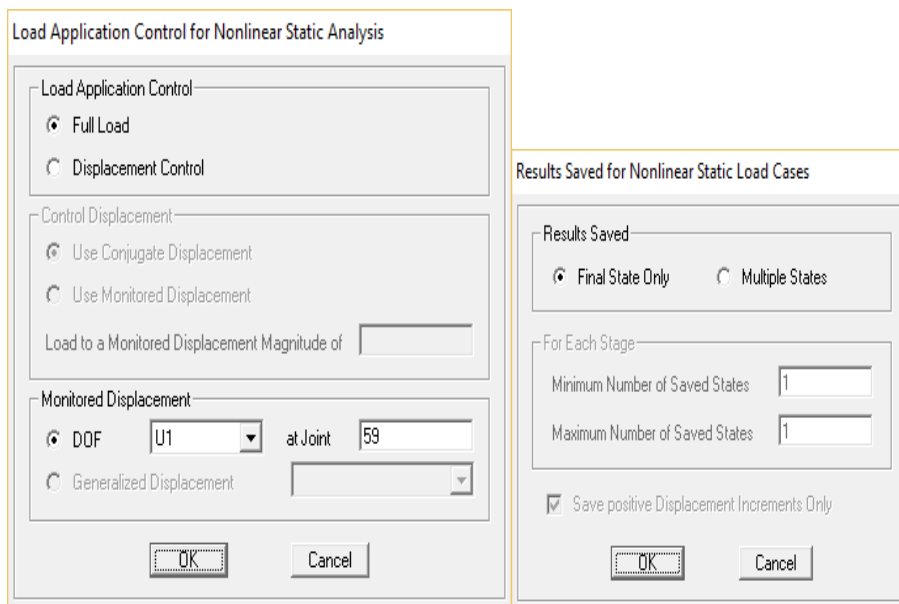 Load Application Control for Nonlinear Static Analysis
Load Application Control
Full Load
Displacement Control
Control Displacement
Use Conjugate Displacement
Use Monitored Displacement
Load to a Monitored Displacement Magnitude of
Monitored Displacement
DOF U1 at Joint 59
Generalized Displacement
OK Cancel
Results Saved for Nonlinear Static Load Cases
Results Saved
Final State Only Multiple States
For Each Stage
Minimum Number of Saved States 1
Maximum Number of Saved States 1
Save positive Displacement Increments Only
OK Cancel